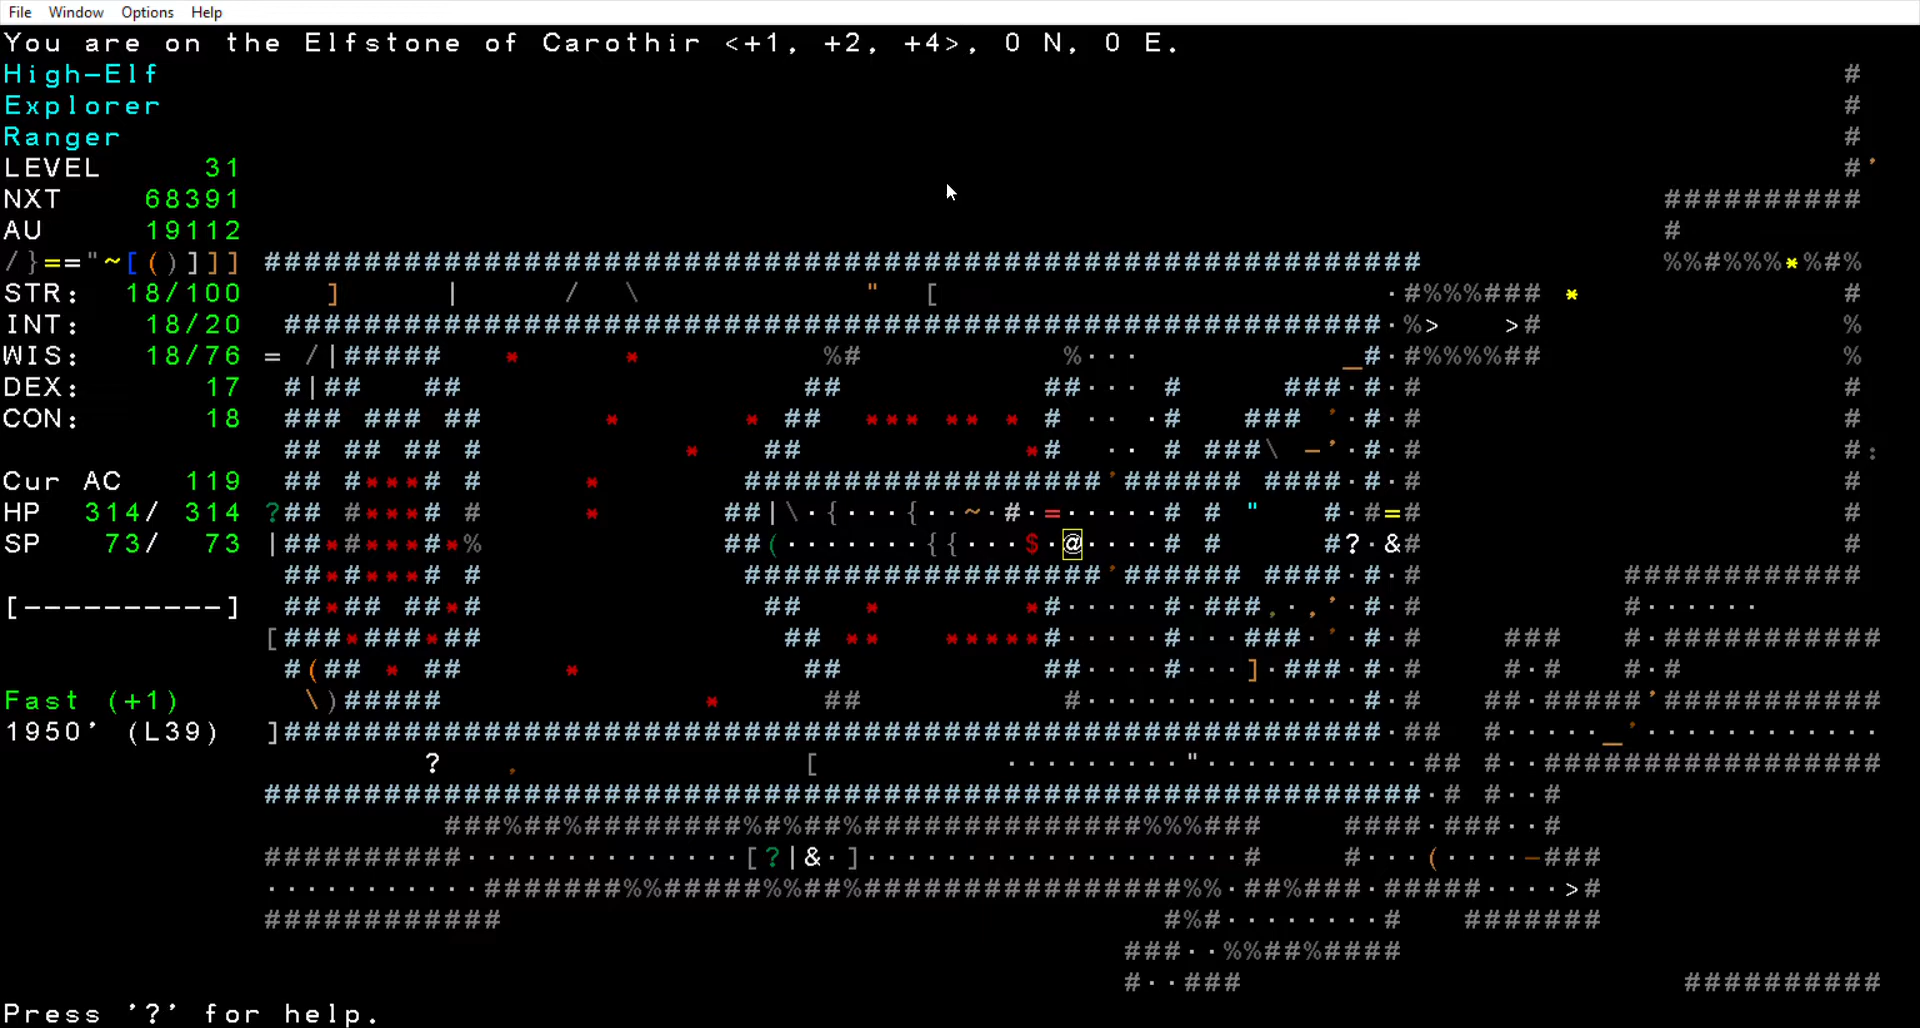 File Window Options Help
You are on the Elfstone of Carothir <+1, +2, +4>, 0 N, 0 E.
High-Elf
Explorer
Ranger
LEVEL 31
NXT 68391
AU 19112
/}=="~[()]]]
STR: 18/100
INT: 18/20
WIS: 18/76
DEX: 17
CON: 18
Cur AC 119
HP 314/ 314
SP 73/ 73
[----------]
Fast (+1)
1950' (L39)
Press '?' for help.